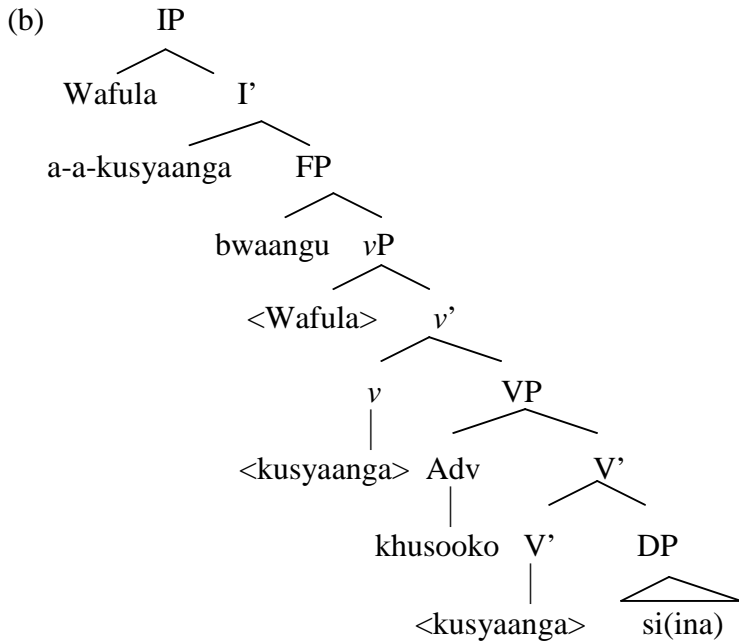 (b) IP
Wafula I’
a-a-kusyaanga FP
bwaangu vP
<Wafula> v’
v VP
<kusyaanga> Adv V’
khusooko V’ DP
<kusyaanga> si(ina)